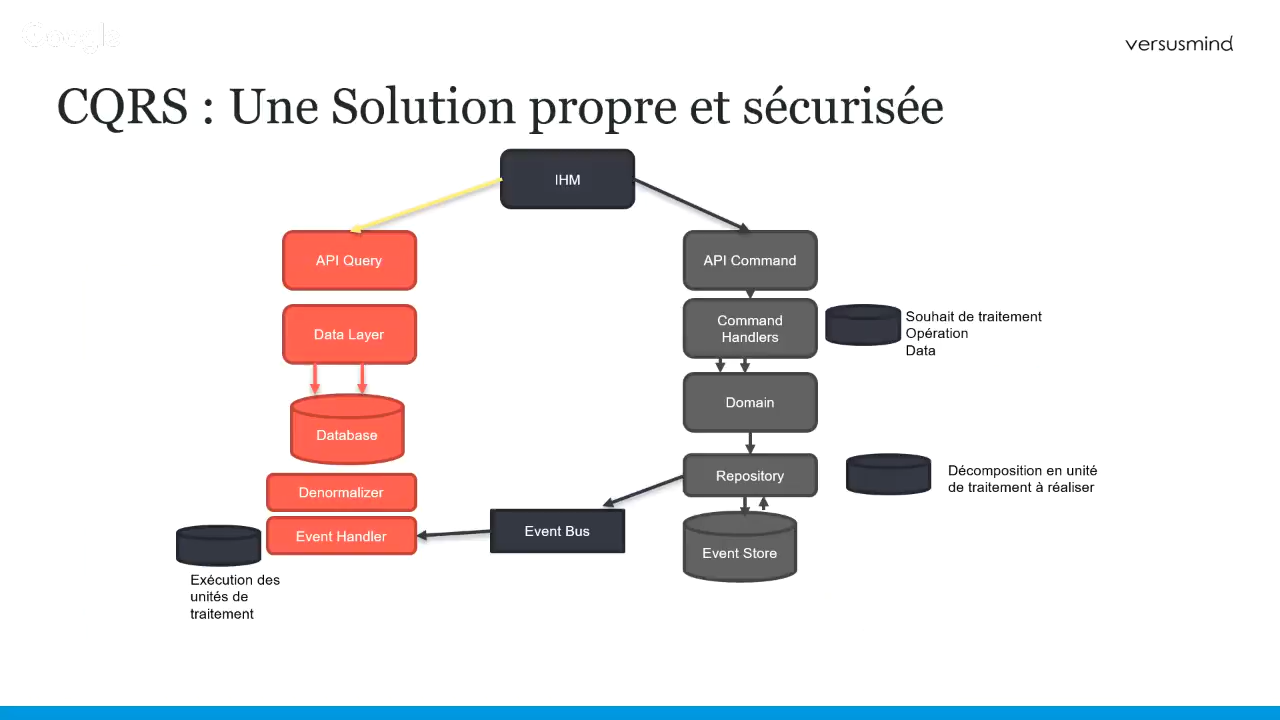 Google
versusmind
CQRS : Une Solution propre et sécurisée
IHM
API Query
API Command
Data Layer
Command
Handlers
Souhait de traitement
Opération
Data
Domain
Database
Repository
Décomposition en unité
de traitement à réaliser
Denormalizer
Event Handler
Event Bus
Event Store
Exécution des
unités de
traitement